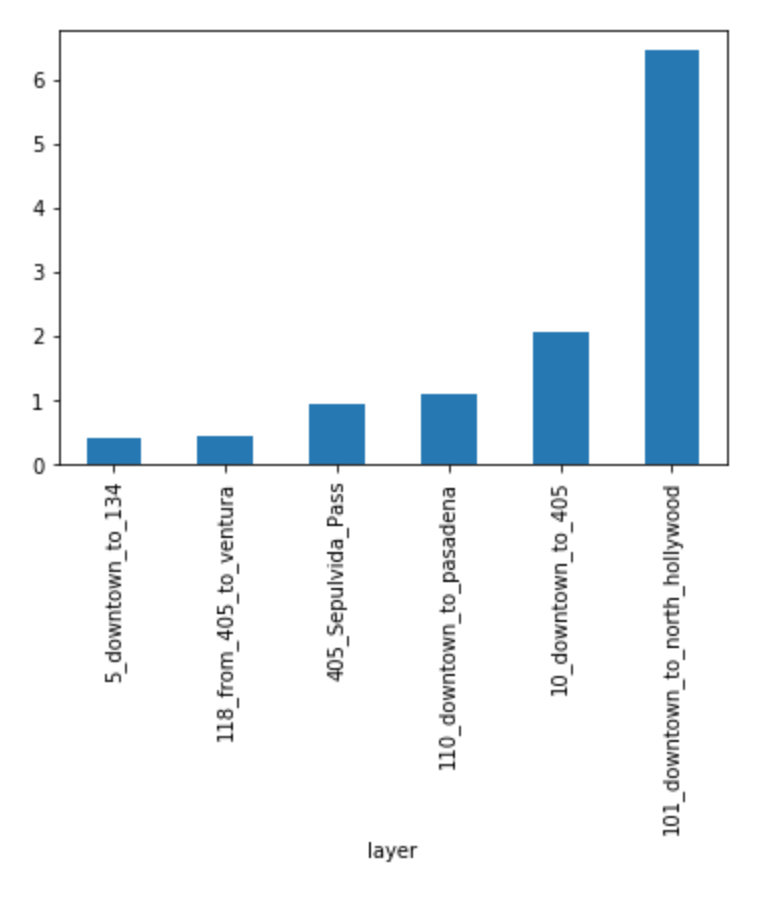 6
5
4
3
2
1
0
5_downtown_to_134
118_from_405_to_ventura
405_Sepulvida_Pass
110_downtown_to_pasadena
10_downtown_to_405
101_downtown_to_north_hollywood
layer